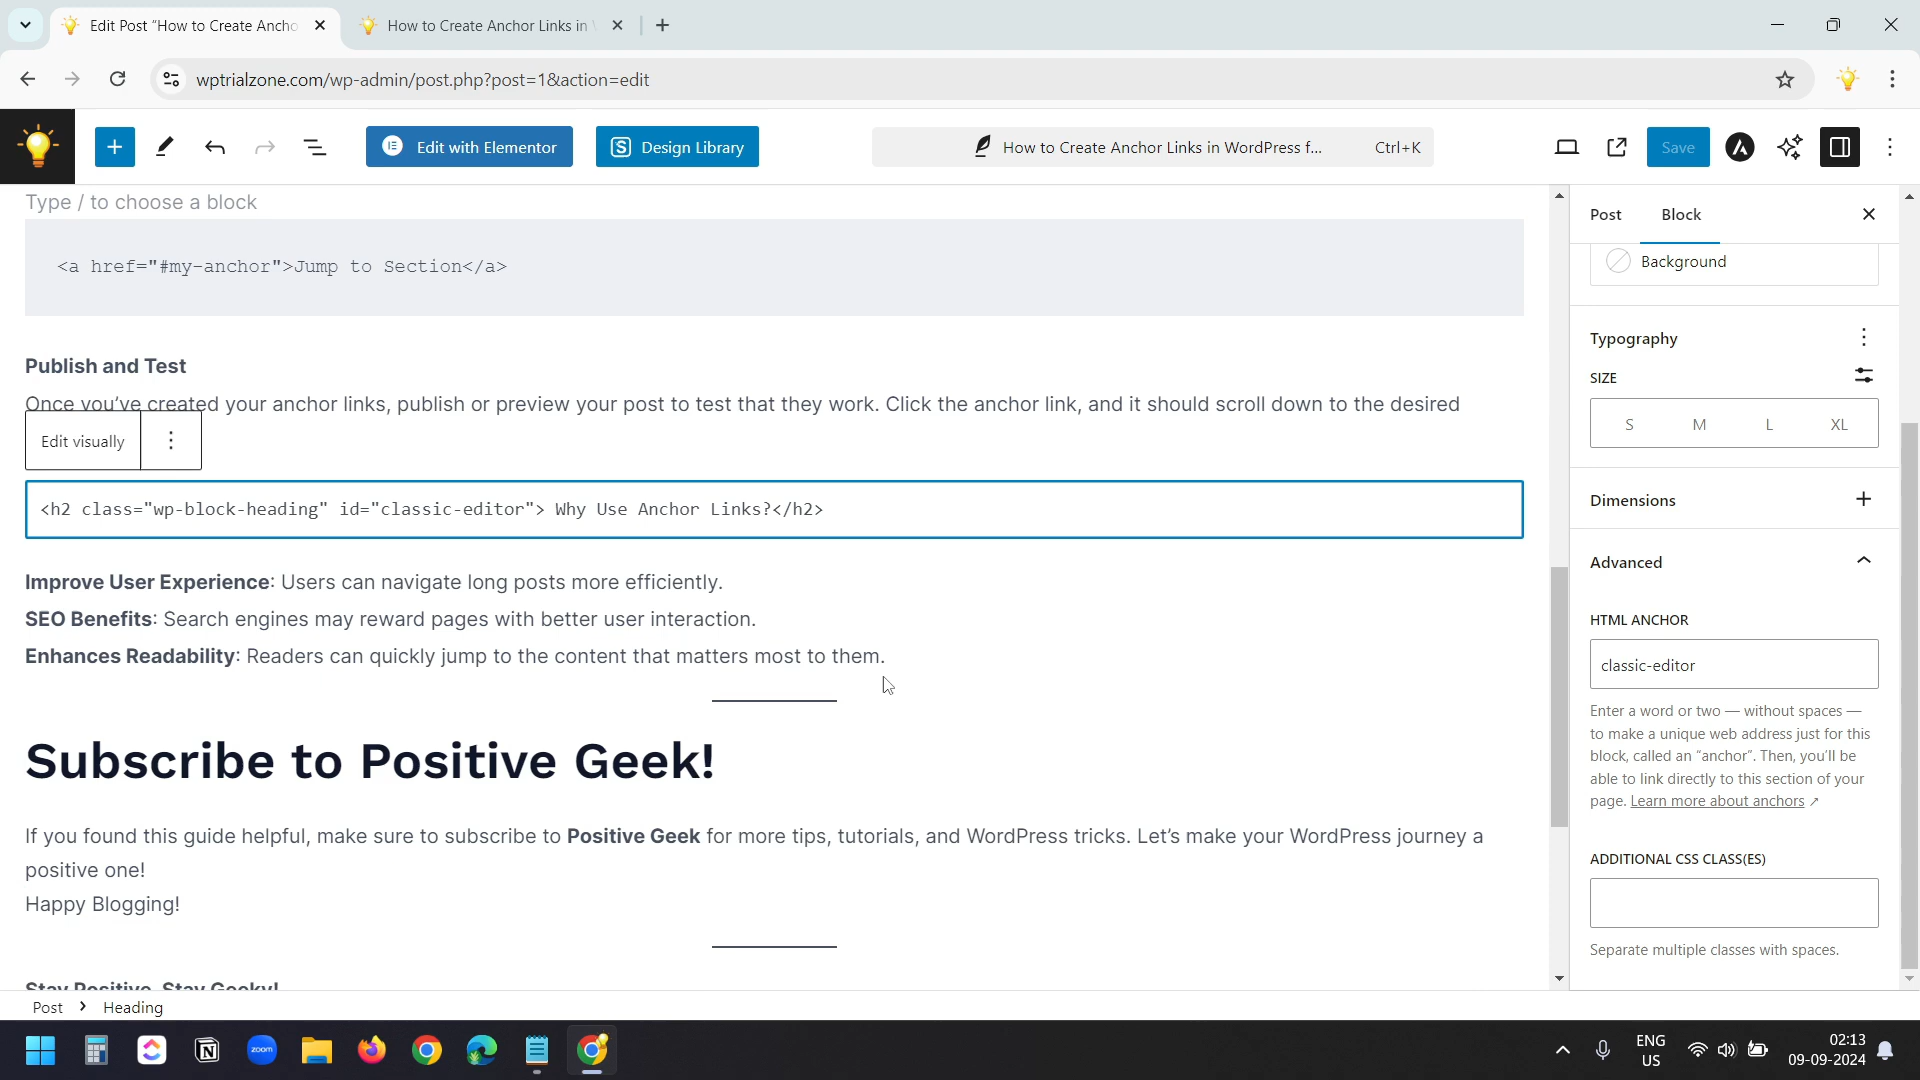 Edit Post "How to Create Ancho
How to Create Anchor Links in
wptrialzone.com/wp-admin/post.php?post=1&action=edit
Edit with Elementor
Design Library
How to Create Anchor Links in WordPress f...
Ctrl+K
Save
Type / to choose a block
<a href="#my-anchor">Jump to Section</a>
Publish and Test
Once you've created your anchor links, publish or preview your post to test that they work. Click the anchor link, and it should scroll down to the desired
Edit visually
<h2 class="wp-block-heading" id="classic-editor"> Why Use Anchor Links?</h2>
Improve User Experience: Users can navigate long posts more efficiently.
SEO Benefits: Search engines may reward pages with better user interaction.
Enhances Readability: Readers can quickly jump to the content that matters most to them.
Subscribe to Positive Geek!
If you found this guide helpful, make sure to subscribe to Positive Geek for more tips, tutorials, and WordPress tricks. Let's make your WordPress journey a
positive one!
Happy Blogging!
Stay Positive, Stay Geeky!
Post
Block
Background
Typography
SIZE
S
M
L
XL
Dimensions
Advanced
HTML ANCHOR
classic-editor
Enter a word or two — without spaces —
to make a unique web address just for this
block, called an "anchor". Then, you'll be
able to link directly to this section of your
page. Learn more about anchors ↗
ADDITIONAL CSS CLASS(ES)
Separate multiple classes with spaces.
Post > Heading
zoom
ENG
US
02:13
09-09-2024